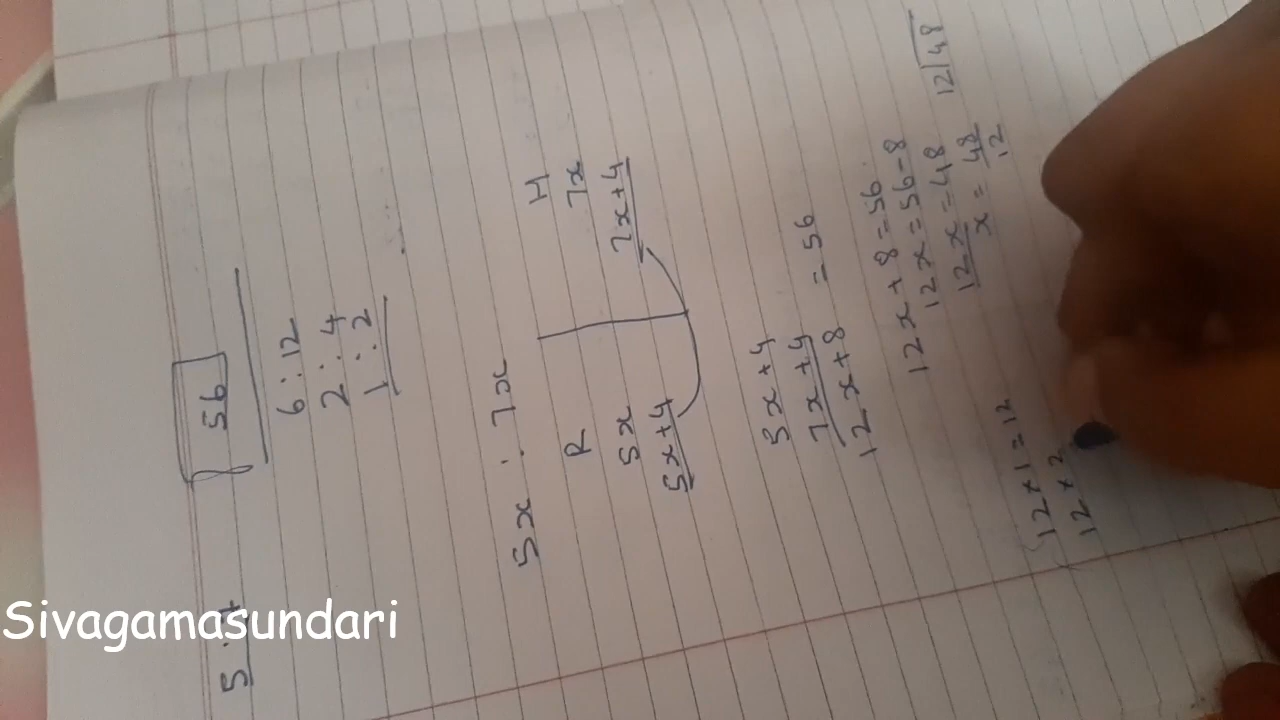 5 : 7
56
6 : 12
2 : 4
1 : 2
5x : 7x
R H
5x 7x
5x+4 7x+4
5x+4
7x+4
12x+8 = 56
12x+8=56
12x=56-8
12x=48 12)48
x=48/12
12×1=12
12×2
Sivagamasundari